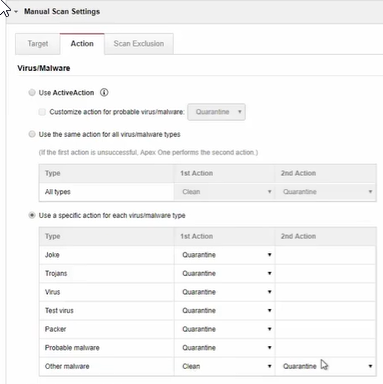 Manual Scan Settings
Target Action Scan Exclusion
Virus/Malware
Use ActiveAction
Customize action for probable virus/malware: Quarantine
Use the same action for all virus/malware types
(If the first action is unsuccessful, Apex One performs the second action.)
Type 1st Action 2nd Action
All types Clean Quarantine
Use a specific action for each virus/malware type
Type 1st Action 2nd Action
Joke Quarantine
Trojans Quarantine
Virus Quarantine
Test virus Quarantine
Packer Quarantine
Probable malware Quarantine
Other malware Clean Quarantine